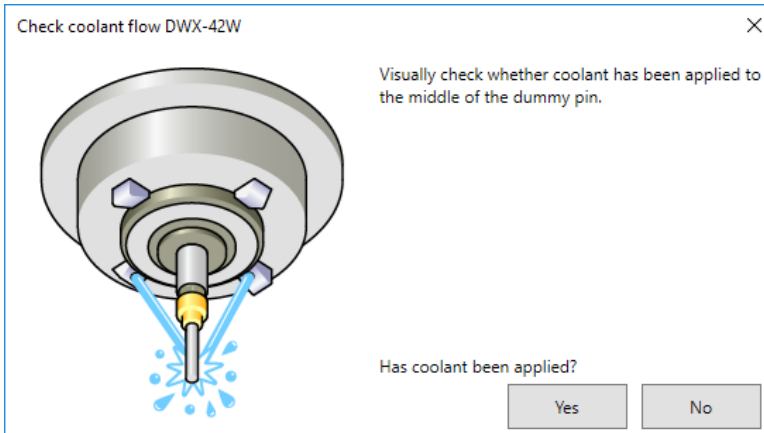 Check coolant flow DWX-42W
Visually check whether coolant has been applied to
the middle of the dummy pin.
Has coolant been applied?
Yes
No